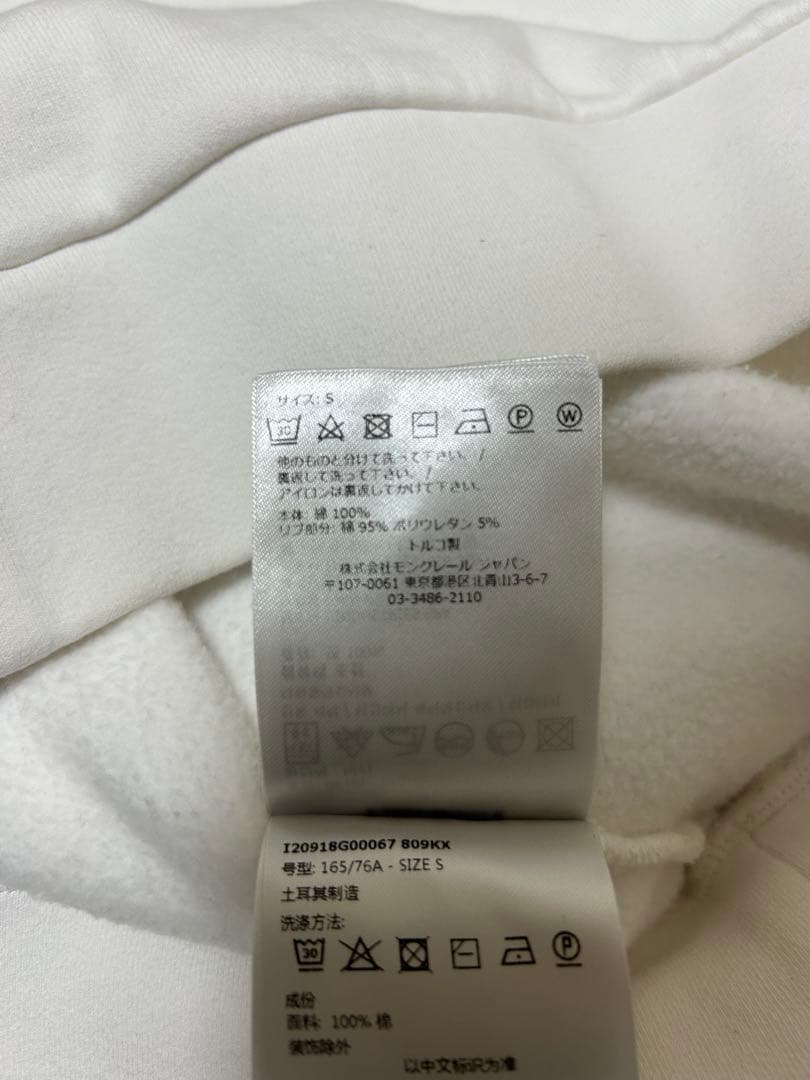 サイズ: S
30 P W
他のものと分けて洗って下さい。/
裏返して洗って下さい。/
アイロンは裏返してかけて下さい。
本体: 綿 100%
リブ部分: 綿 95% ポリウレタン 5%
トルコ製
株式会社モンクレール ジャパン
〒107-0061 東京都港区北青山3-6-7
03-3486-2110
I20918G00067 809KX
号型: 165/76A - SIZE S
土耳其制造
洗涤方法:
30 P
成份
面料: 100% 棉
装饰除外
以中文标识为准